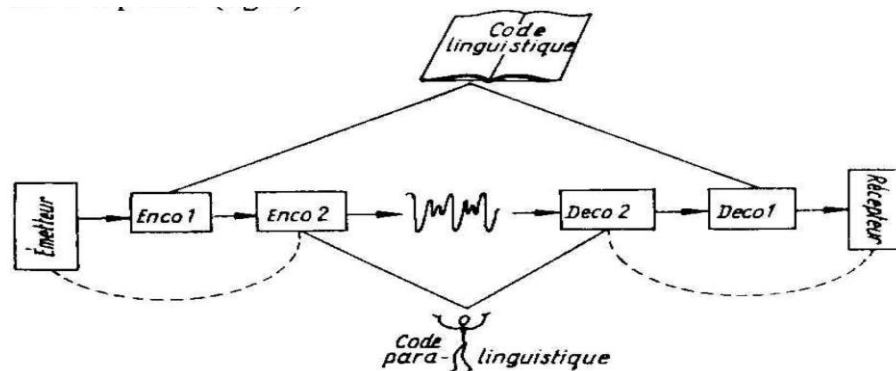 Code
linguistique
Émetteur
Enco 1
Enco 2
Deco 2
Deco 1
Récepteur
Code
para-linguistique